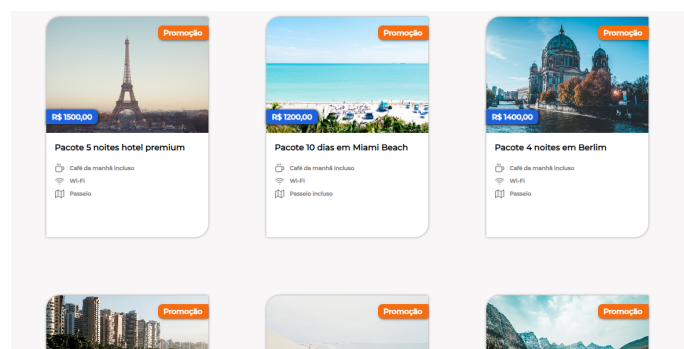 Promoção
R$ 1500,00
Pacote 5 noites hotel premium
Café da manhã incluso
Wi-Fi
Passeio
Promoção
R$ 1200,00
Pacote 10 dias em Miami Beach
Café da manhã incluso
Wi-Fi
Passeio incluso
Promoção
R$ 1400,00
Pacote 4 noites em Berlim
Café da manhã incluso
Wi-Fi
Passeio
Promoção
Promoção
Promoção